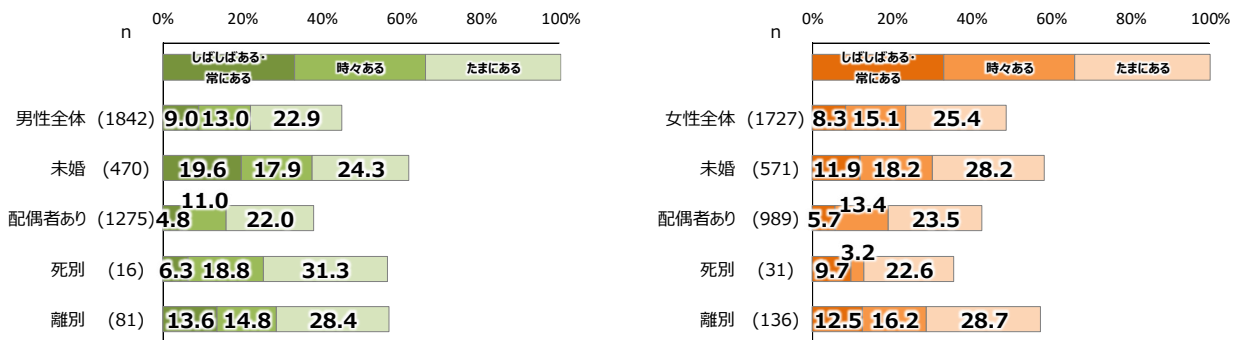 n 0% 20% 40% 60% 80% 100%
しばしばある・
常にある 時々ある たまにある
男性全体 (1842) 9.0 13.0 22.9
未婚 (470) 19.6 17.9 24.3
配偶者あり (1275) 4.8 11.0 22.0
死別 (16) 6.3 18.8 31.3
離別 (81) 13.6 14.8 28.4
n 0% 20% 40% 60% 80% 100%
しばしばある・
常にある 時々ある たまにある
女性全体 (1727) 8.3 15.1 25.4
未婚 (571) 11.9 18.2 28.2
配偶者あり (989) 5.7 13.4 23.5
死別 (31) 9.7 3.2 22.6
離別 (136) 12.5 16.2 28.7